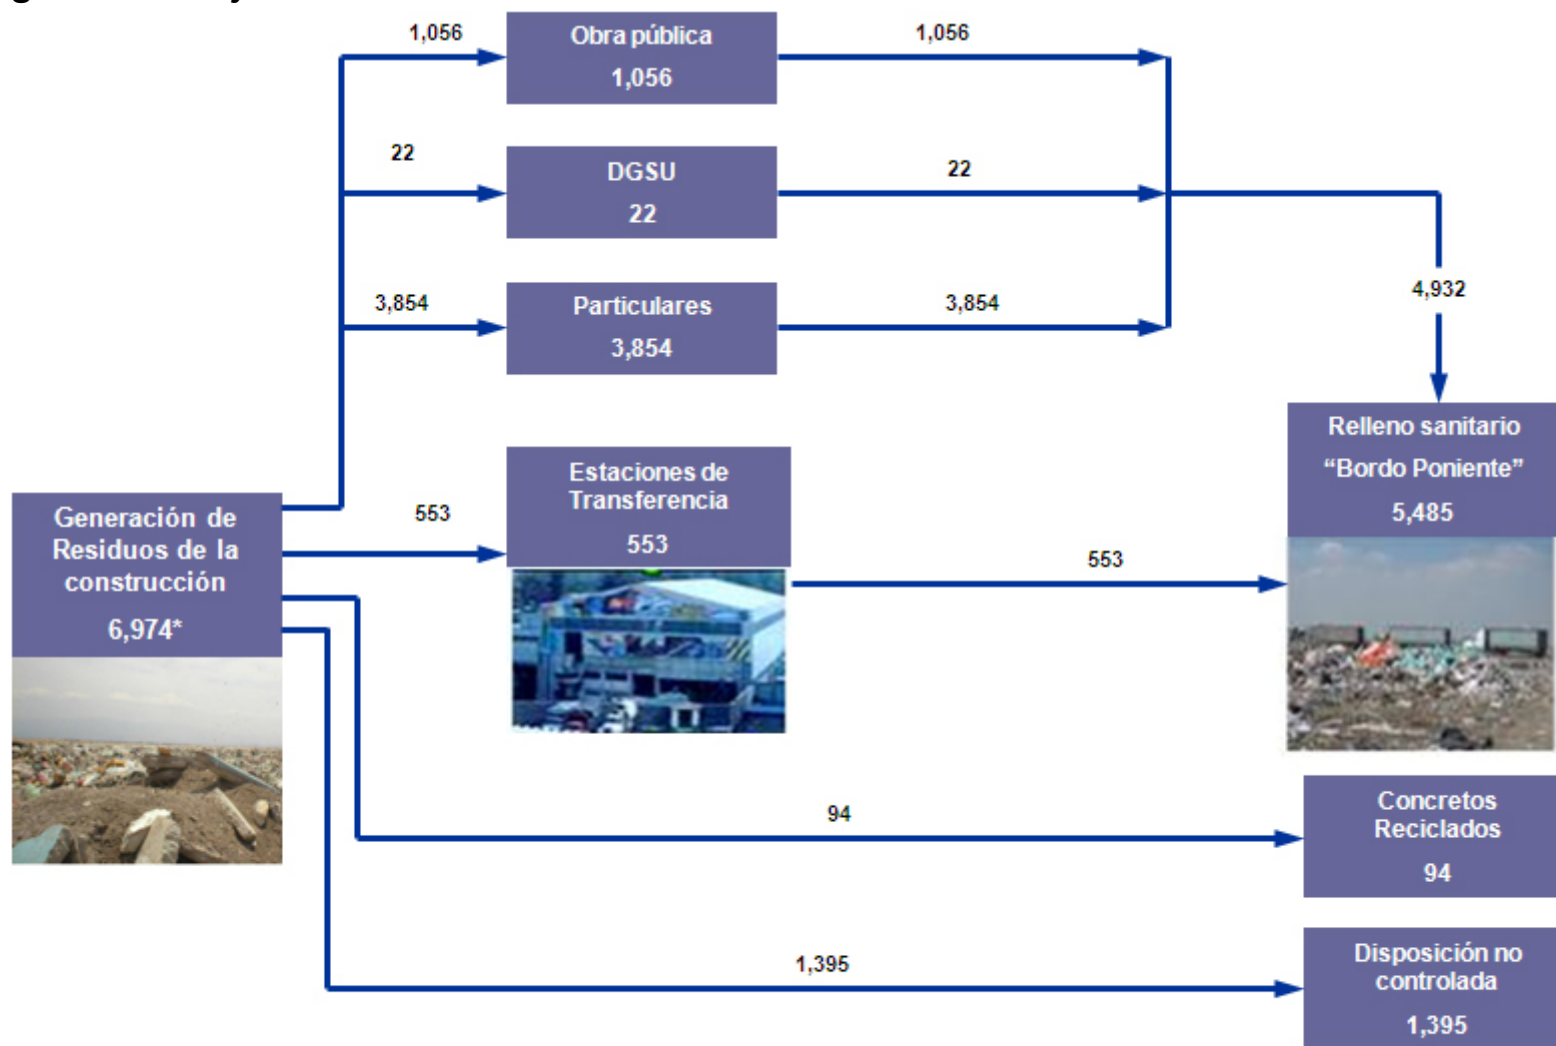 1,056
Obra pública
1,056
1,056
22
DGSU
22
22
3,854
Particulares
3,854
3,854
4,932
Relleno sanitario
“Bordo Poniente”
5,485
Estaciones de
Transferencia
553
553
553
Generación de
Residuos de la
construcción
6,974*
94
Concretos
Reciclados
94
1,395
Disposición no
controlada
1,395